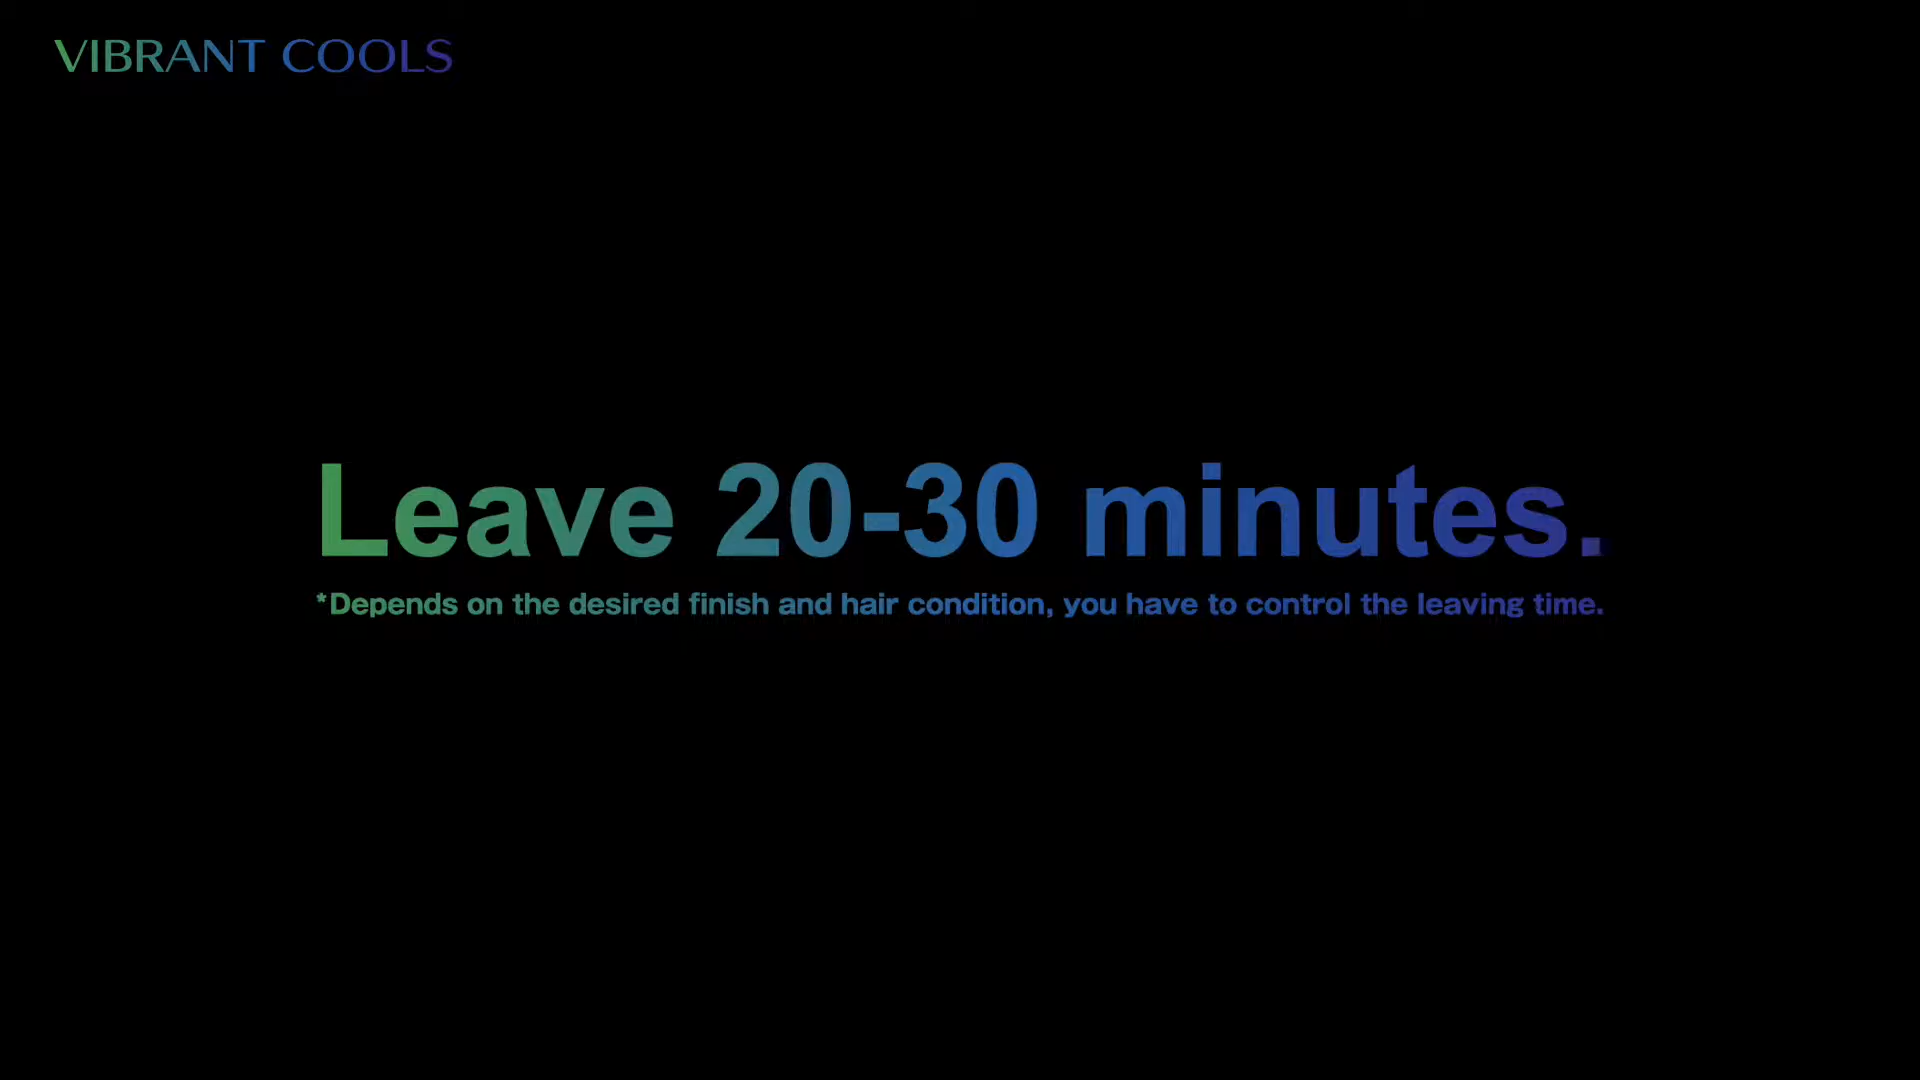 VIBRANT COOLS
Leave 20-30 minutes.
*Depends on the desired finish and hair condition, you have to control the leaving time.